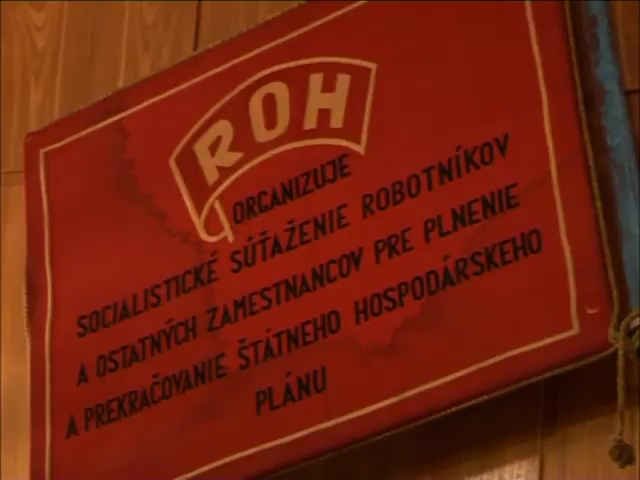 ROH
ORGANIZUJE
SOCIALISTICKÉ SÚŤAŽENIE ROBOTNÍKOV
A OSTATNÝCH ZAMESTNANCOV PRE PLNENIE
A PREKRAČOVANIE ŠTÁTNEHO HOSPODÁRSKEHO
PLÁNU